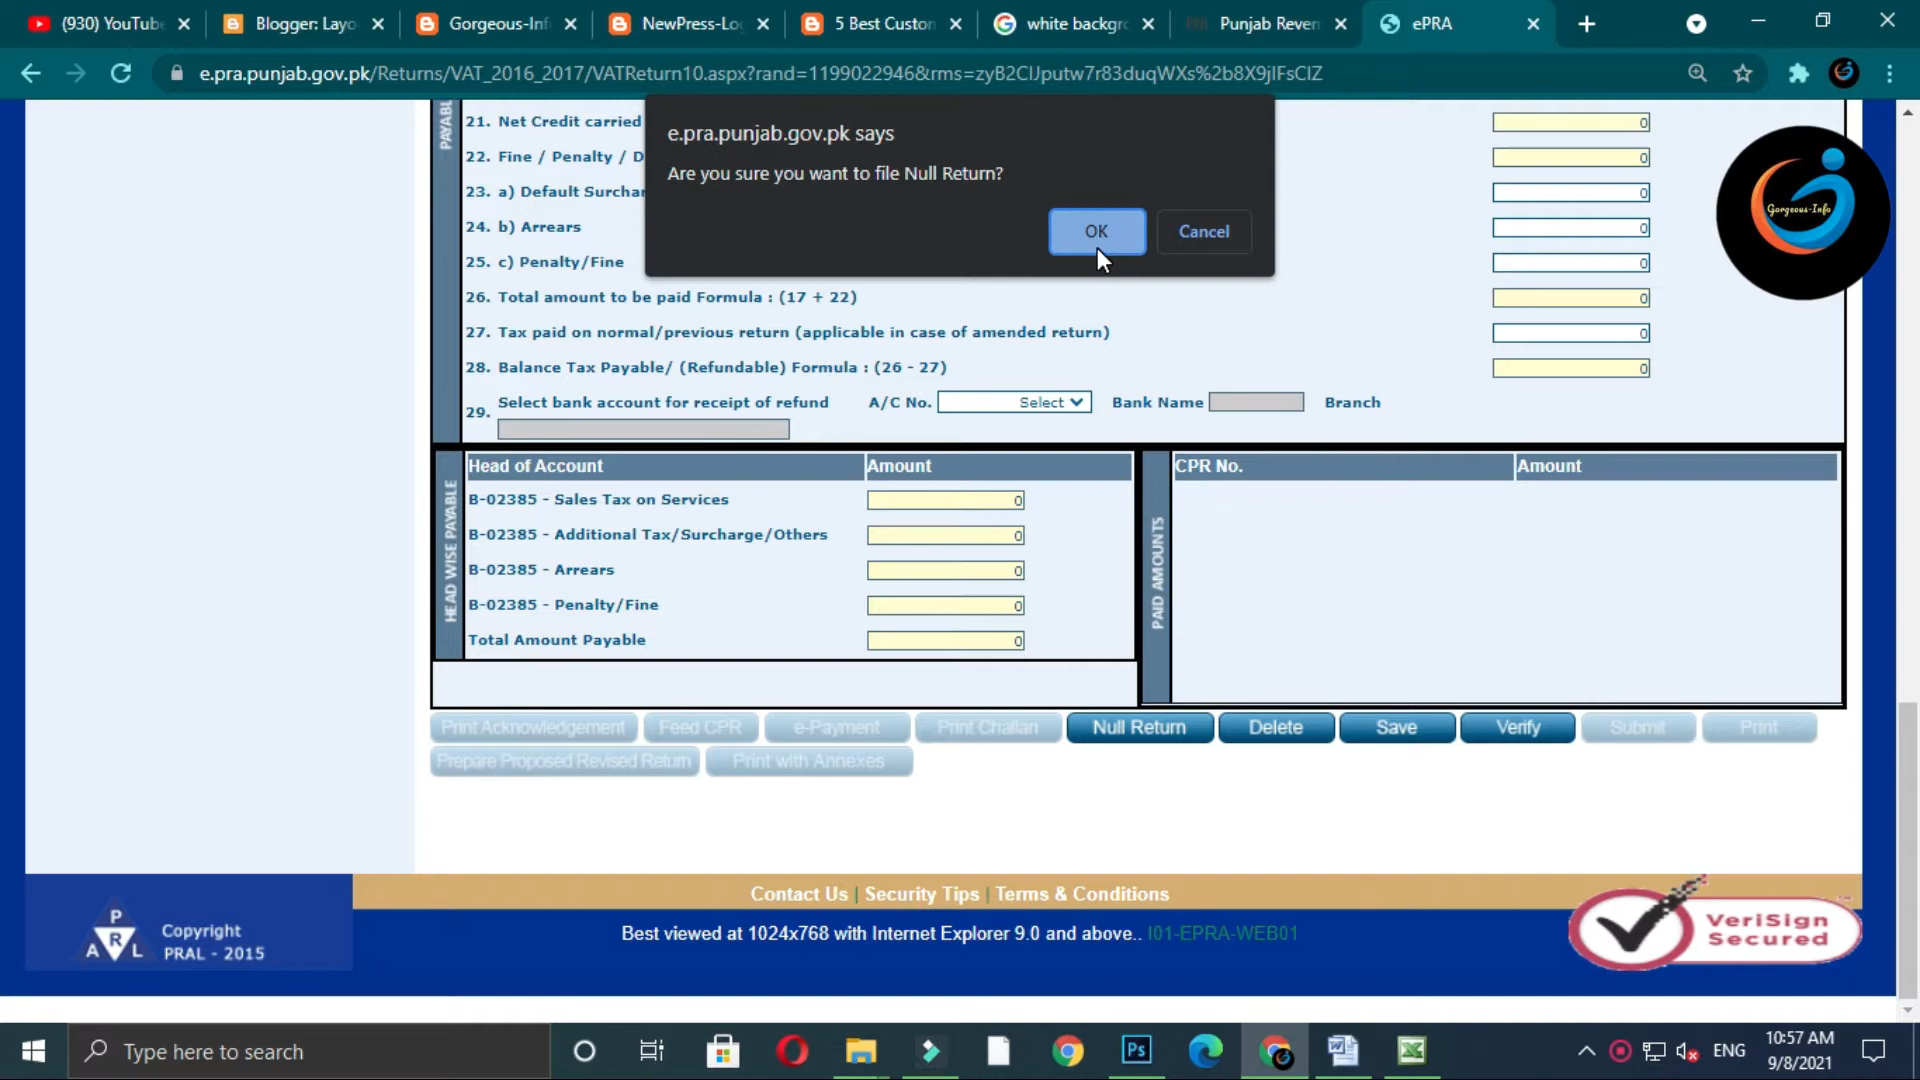 (930) YouTube
Blogger: Layo
Gorgeous-Inf
NewPress-Lo
5 Best Custon
white backgr
Punjab Reven
ePRA
e.pra.punjab.gov.pk/Returns/VAT_2016_2017/VATReturn10.aspx?rand=1199022946&rms=zyB2ClJputw7r83duqWXs%2b8X9jlFsClZ
e.pra.punjab.gov.pk says
Are you sure you want to file Null Return?
OK
Cancel
Gorgeous-Info
PAYABL
21. Net Credit carried
0
22. Fine / Penalty / D
0
23. a) Default Surchar
0
24. b) Arrears
0
25. c) Penalty/Fine
0
26. Total amount to be paid Formula : (17 + 22)
0
27. Tax paid on normal/previous return (applicable in case of amended return)
0
28. Balance Tax Payable/ (Refundable) Formula : (26 - 27)
0
29. Select bank account for receipt of refund A/C No. Select Bank Name Branch
HEAD WISE PAYABLE
Head of Account Amount
B-02385 - Sales Tax on Services 0
B-02385 - Additional Tax/Surcharge/Others 0
B-02385 - Arrears 0
B-02385 - Penalty/Fine 0
Total Amount Payable 0
PAID AMOUNTS
CPR No. Amount
Print Acknowledgement Feed CPR e-Payment Print Challan Null Return Delete Save Verify Submit Print
Prepare Proposed Revised Return Print with Annexes
Contact Us | Security Tips | Terms & Conditions
Best viewed at 1024x768 with Internet Explorer 9.0 and above.. I01-EPRA-WEB01
P
A R L
Copyright
PRAL - 2015
VeriSign
Secured
Type here to search
Ps
ENG
10:57 AM
9/8/2021